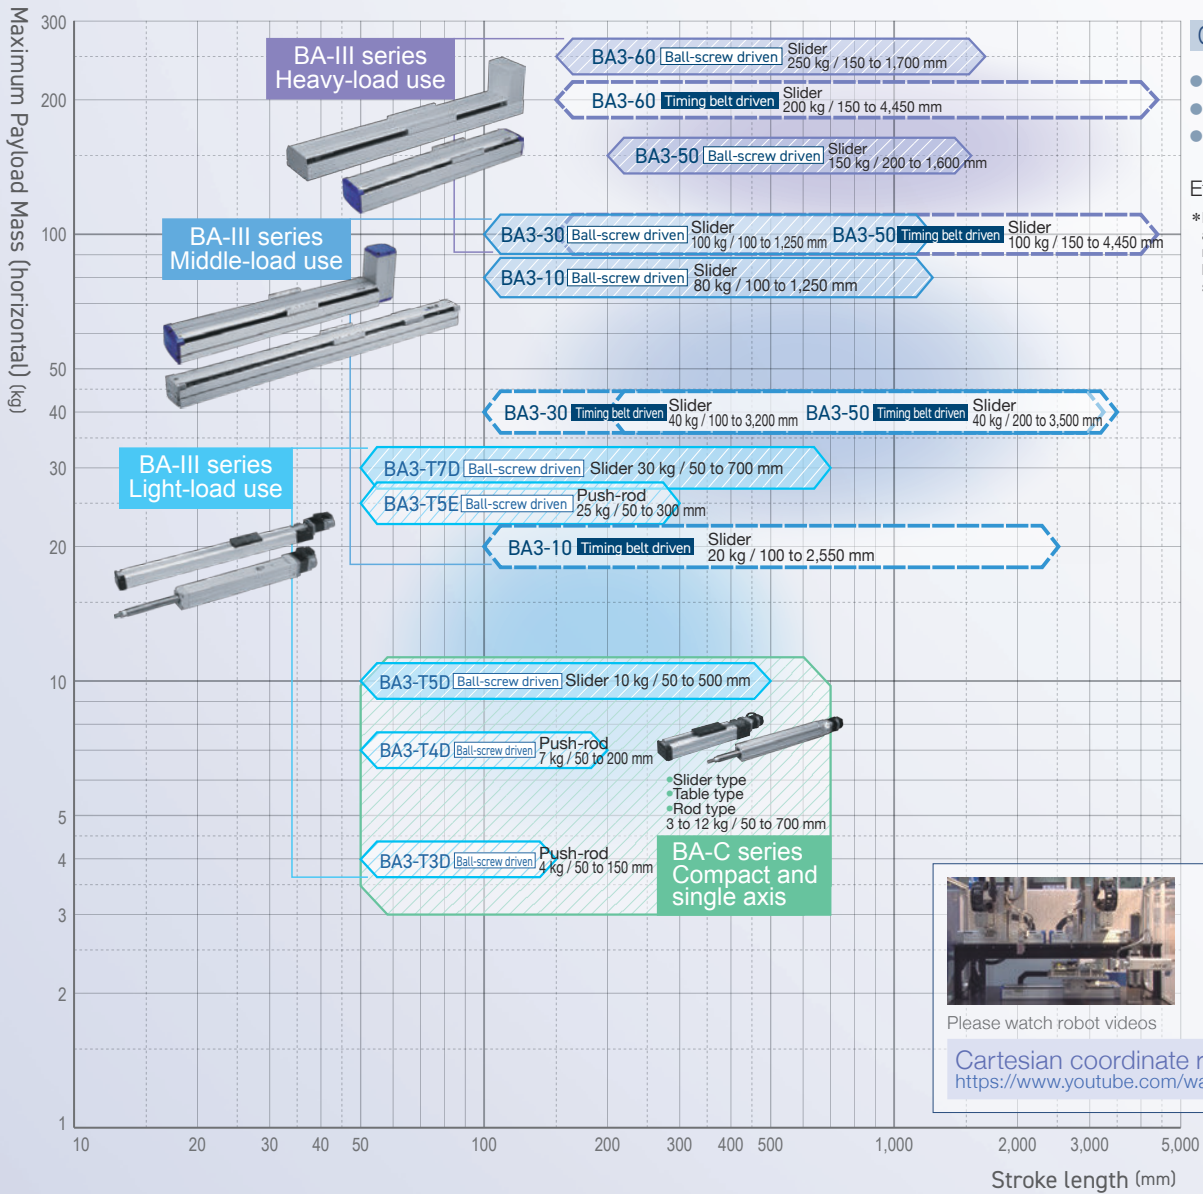 Maximum Payload Mass (horizontal) (kg)
300
200
100
50
40
30
20
10
5
4
3
2
1
BA-III series
Heavy-load use
BA3-60 Ball-screw driven Slider
250 kg / 150 to 1,700 mm
BA3-60 Timing belt driven Slider
200 kg / 150 to 4,450 mm
BA3-50 Ball-screw driven Slider
150 kg / 200 to 1,600 mm
BA-III series
Middle-load use
BA3-30 Ball-screw driven Slider
100 kg / 100 to 1,250 mm
BA3-50 Timing belt driven Slider
100 kg / 150 to 4,450 mm
BA3-10 Ball-screw driven Slider
80 kg / 100 to 1,250 mm
BA3-30 Timing belt driven Slider
40 kg / 100 to 3,200 mm
BA3-50 Timing belt driven Slider
40 kg / 200 to 3,500 mm
BA-III series
Light-load use
BA3-T7D Ball-screw driven Slider 30 kg / 50 to 700 mm
BA3-T5E Ball-screw driven Push-rod
25 kg / 50 to 300 mm
BA3-10 Timing belt driven Slider
20 kg / 100 to 2,550 mm
BA3-T5D Ball-screw driven Slider 10 kg / 50 to 500 mm
BA3-T4D Ball-screw driven Push-rod
7 kg / 50 to 200 mm
•Slider type
•Table type
•Rod type
3 to 12 kg / 50 to 700 mm
BA3-T3D Ball-screw driven Push-rod
4 kg / 50 to 150 mm
BA-C series
Compact and
single axis
Please watch robot videos
Cartesian coordinate
https://www.youtube.com/wa
10 20 30 40 50 100 200 300 400 500 1,000 2,000 3,000 5,000
Stroke length (mm)